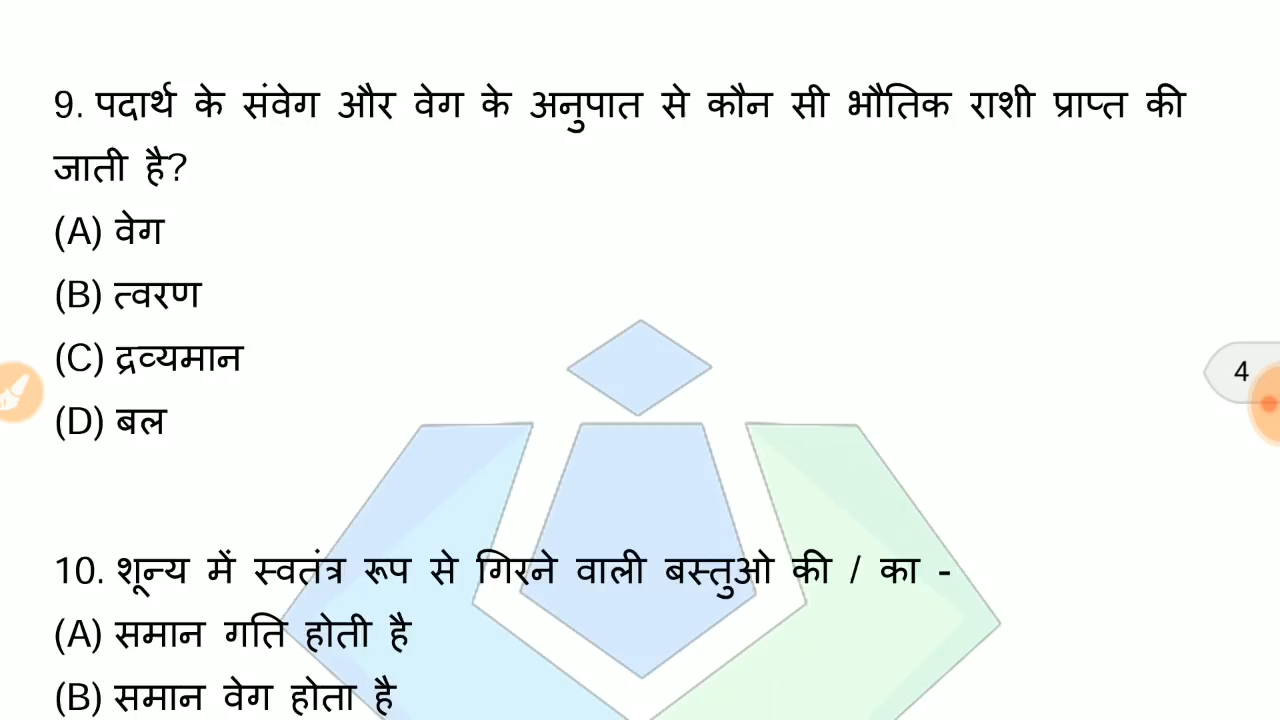 9. पदार्थ के संवेग और वेग के अनुपात से कौन सी भौतिक राशी प्राप्त की
जाती है?
(A) वेग
(B) त्वरण
(C) द्रव्यमान
(D) बल
4
10. शून्य में स्वतंत्र रूप से गिरने वाली बस्तुओ की / का -
(A) समान गति होती है
(B) समान वेग होता है